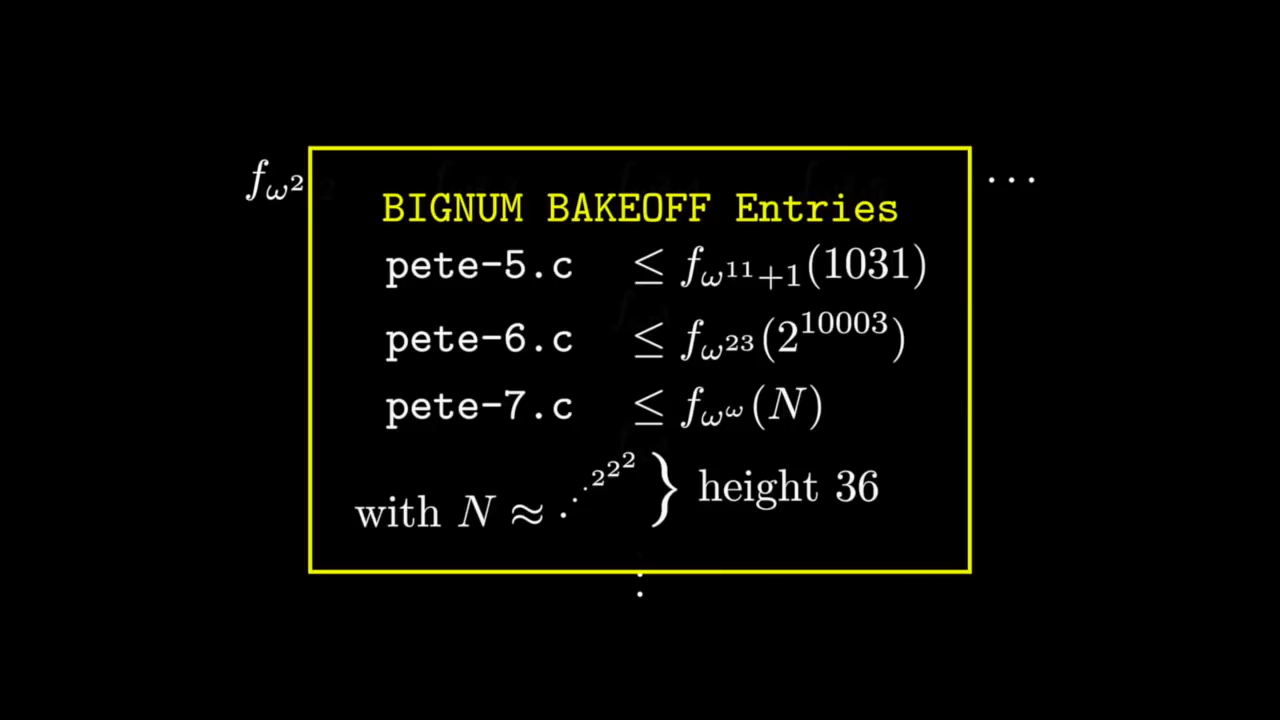 BIGNUM BAKEOFF Entries
f_{ω^2} ...
pete-5.c ≤ f_{ω^{11}+1}(1031)
pete-6.c ≤ f_{ω^{23}}(2^{10003})
pete-7.c ≤ f_{ω^ω}(N)
with N ≈ ⋰2^{2^2} } height 36